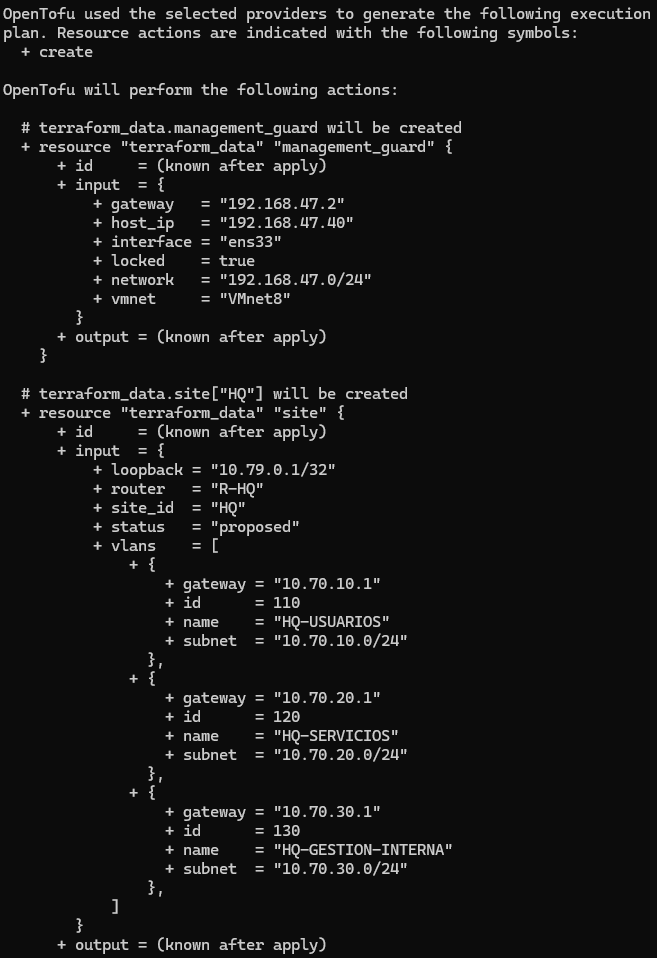 OpenTofu used the selected providers to generate the following execution
plan. Resource actions are indicated with the following symbols:
  + create

OpenTofu will perform the following actions:

  # terraform_data.management_guard will be created
  + resource "terraform_data" "management_guard" {
      + id     = (known after apply)
      + input  = {
          + gateway   = "192.168.47.2"
          + host_ip   = "192.168.47.40"
          + interface = "ens33"
          + locked    = true
          + network   = "192.168.47.0/24"
          + vmnet     = "VMnet8"
        }
      + output = (known after apply)
    }

  # terraform_data.site["HQ"] will be created
  + resource "terraform_data" "site" {
      + id     = (known after apply)
      + input  = {
          + loopback = "10.79.0.1/32"
          + router   = "R-HQ"
          + site_id  = "HQ"
          + status   = "proposed"
          + vlans    = [
              + {
                  + gateway = "10.70.10.1"
                  + id      = 110
                  + name    = "HQ-USUARIOS"
                  + subnet  = "10.70.10.0/24"
                },
              + {
                  + gateway = "10.70.20.1"
                  + id      = 120
                  + name    = "HQ-SERVICIOS"
                  + subnet  = "10.70.20.0/24"
                },
              + {
                  + gateway = "10.70.30.1"
                  + id      = 130
                  + name    = "HQ-GESTION-INTERNA"
                  + subnet  = "10.70.30.0/24"
                },
            ]
        }
      + output = (known after apply)